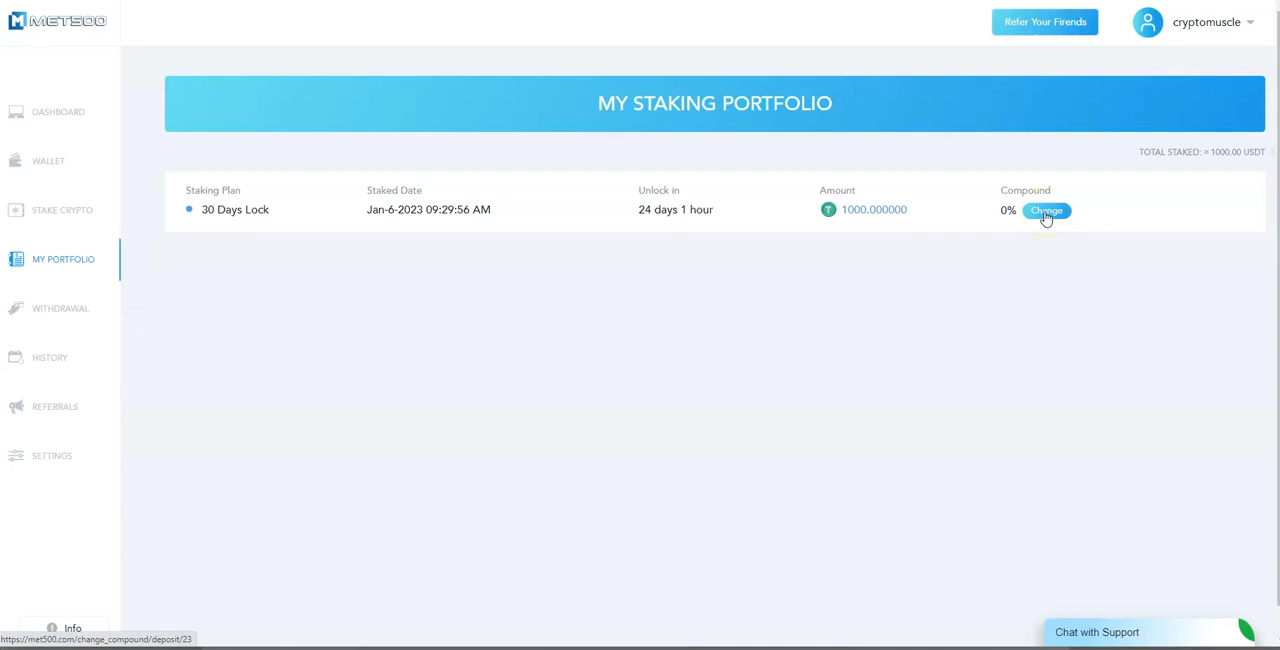 MET500
Refer Your Firends
cryptomuscle
MY STAKING PORTFOLIO
DASHBOARD
WALLET
STAKE CRYPTO
MY PORTFOLIO
WITHDRAWAL
HISTORY
REFERRALS
SETTINGS
TOTAL STAKED: ≈ 1000.00 USDT
Staking Plan Staked Date Unlock in Amount Compound
30 Days Lock Jan-6-2023 09:29:56 AM 24 days 1 hour 1000.000000 0% Change
Info
https://met500.com/change_compound/deposit/23
Chat with Support